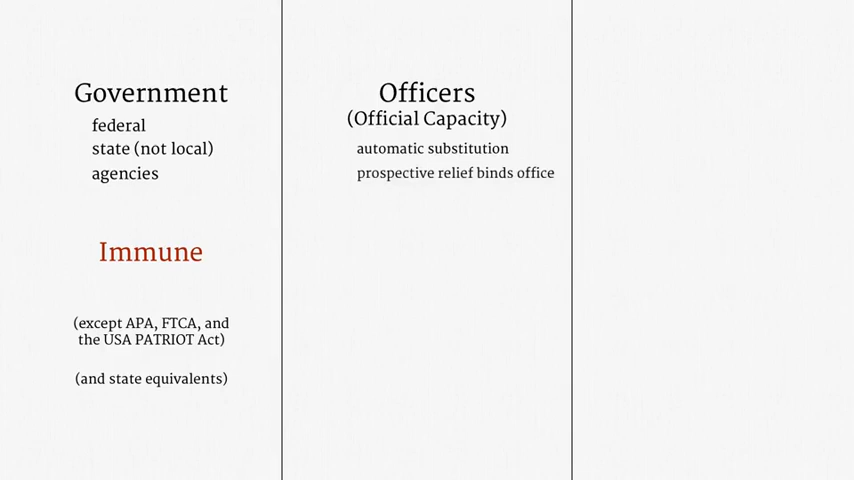 Government
federal
state (not local)
agencies
Immune
(except APA, FTCA, and
the USA PATRIOT Act)
(and state equivalents)
Officers
(Official Capacity)
automatic substitution
prospective relief binds office